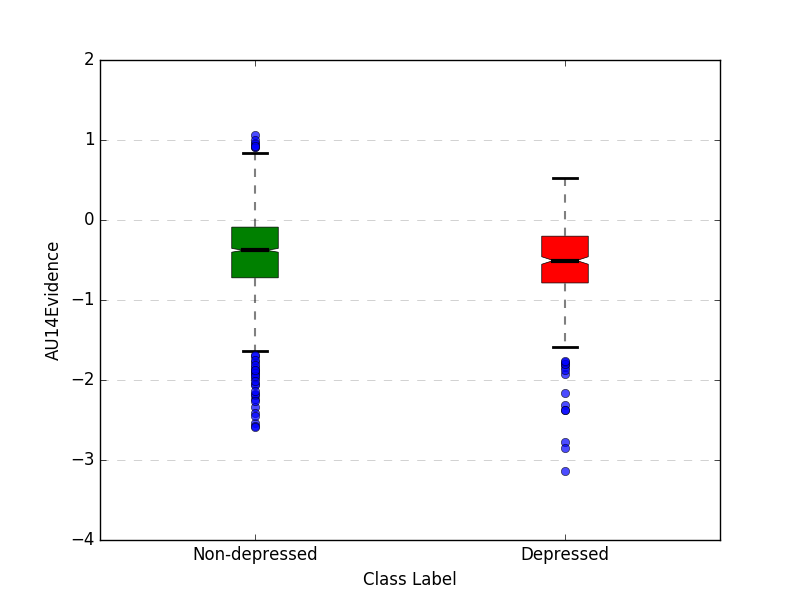 2
1
0
−1
−2
−3
−4
AU14Evidence
Non-depressed
Depressed
Class Label